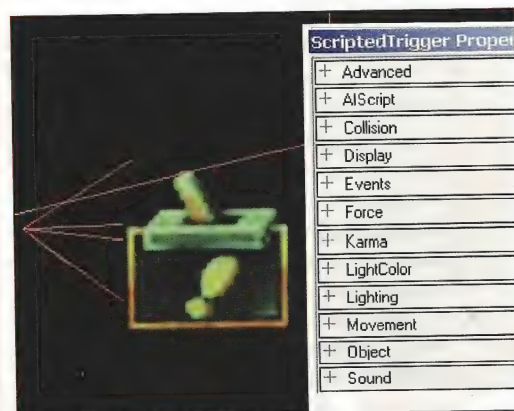 ScriptedTrigger Proper
+ Advanced
+ AIScript
+ Collision
+ Display
+ Events
+ Force
+ Karma
+ LightColor
+ Lighting
+ Movement
+ Object
+ Sound